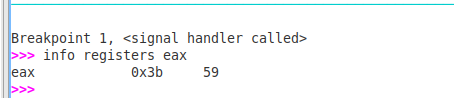 Breakpoint 1, <signal handler called>
>>> info registers eax
eax 0x3b 59
>>>